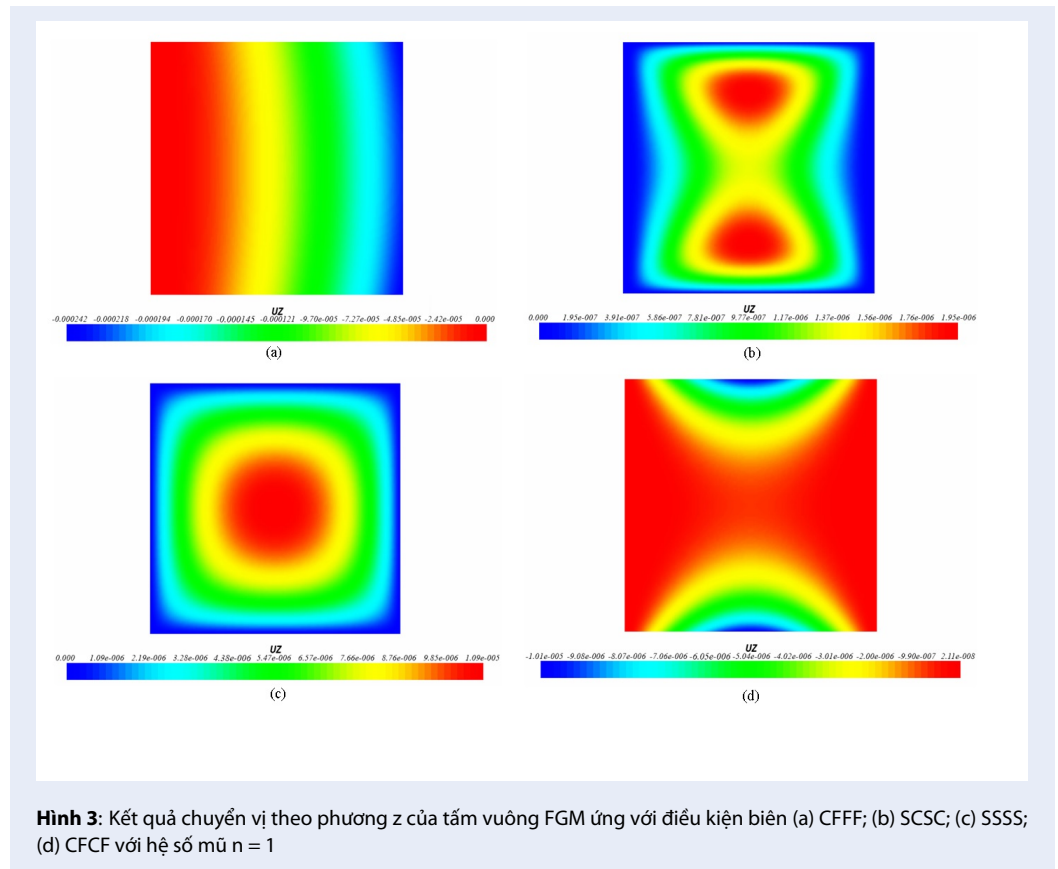 UZ
-0.000242 -0.000218 -0.000194 -0.000170 -0.000145 -0.000121 -9.70e-005 -7.27e-005 -4.85e-005 -2.42e-005 0.000
(a)
UZ
0.000 1.95e-007 3.91e-007 5.86e-007 7.81e-007 9.77e-007 1.17e-006 1.37e-006 1.56e-006 1.76e-006 1.95e-006
(b)
UZ
0.000 1.09e-006 2.19e-006 3.28e-006 4.38e-006 5.47e-006 6.57e-006 7.66e-006 8.76e-006 9.85e-006 1.09e-005
(c)
UZ
-1.01e-005 -9.08e-006 -8.07e-006 -7.06e-006 -6.05e-006 -5.04e-006 -4.02e-006 -3.01e-006 -2.00e-006 -9.90e-007 2.11e-008
(d)
Hình 3: Kết quả chuyển vị theo phương z của tấm vuông FGM ứng với điều kiện biên (a) CFFF; (b) SCSC; (c) SSSS;
(d) CFCF với hệ số mũ n = 1